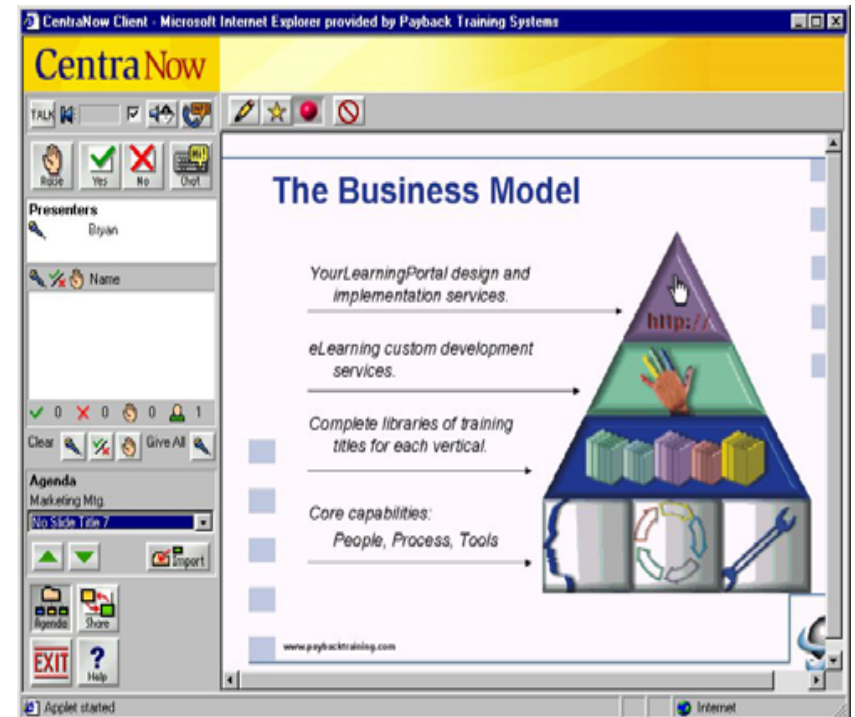 CentraNow Client - Microsoft Internet Explorer provided by Payback Training Systems
CentraNow
TALK
Raise
Yes
No
Hi!
Chat
Presenters
Bryan
Name
0 0 0 1
Clear
Give All
Agenda
Marketing Mtg.
No Slide Title 7
Import
Agenda
Share
EXIT
?
Help
The Business Model
YourLearningPortal design and
implementation services.
http://
eLearning custom development
services.
Complete libraries of training
titles for each vertical.
Core capabilities:
People, Process, Tools
www.paybacktraining.com
Applet started
Internet